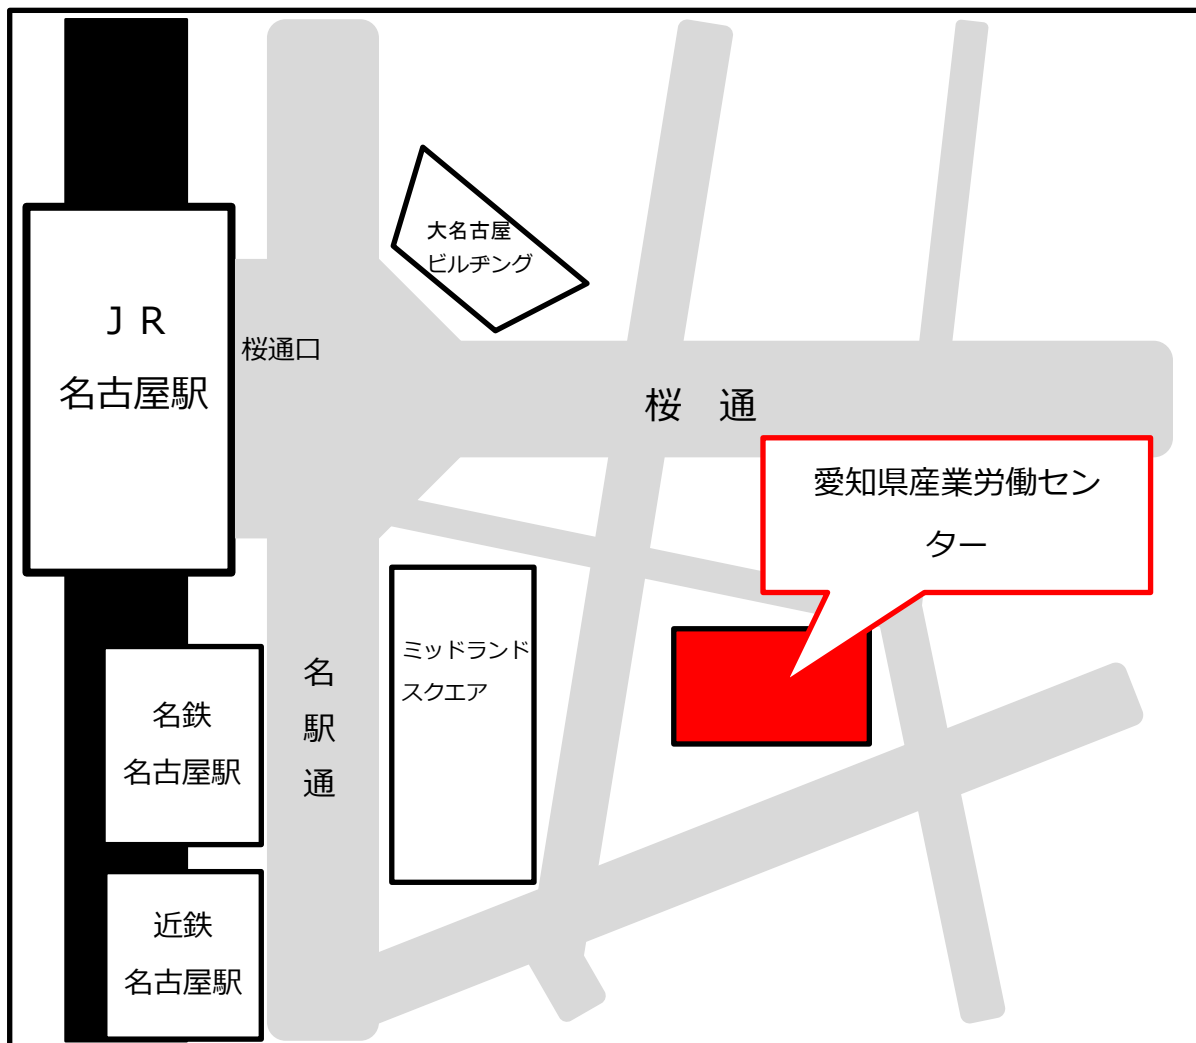 大名古屋
ビルヂング
ＪＲ
名古屋駅
桜通口
桜　通
愛知県産業労働セン
ター
ミッドランド
スクエア
名
駅
通
名鉄
名古屋駅
近鉄
名古屋駅